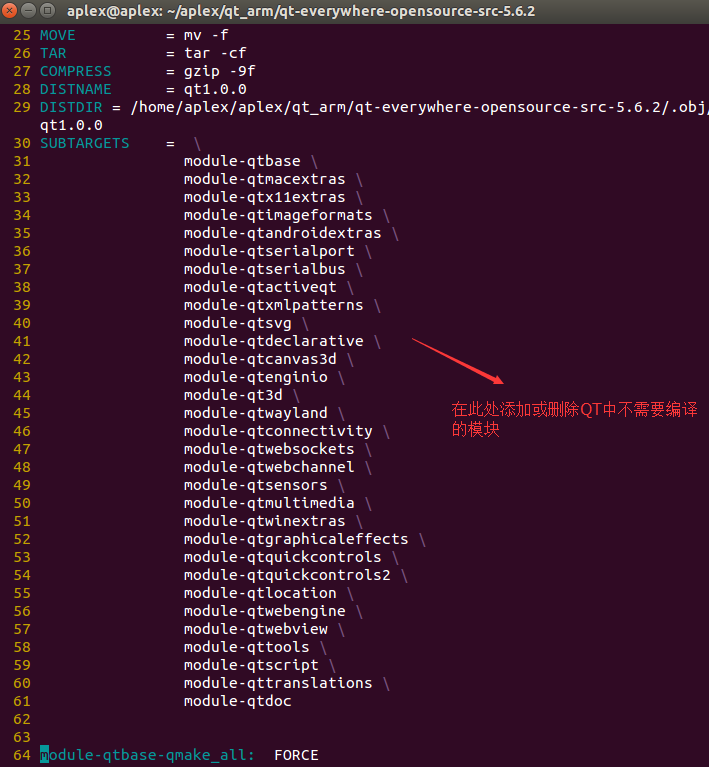 aplex@aplex: ~/aplex/qt_arm/qt-everywhere-opensource-src-5.6.2
25 MOVE = mv -f
26 TAR = tar -cf
27 COMPRESS = gzip -9f
28 DISTNAME = qt1.0.0
29 DISTDIR = /home/aplex/aplex/qt_arm/qt-everywhere-opensource-src-5.6.2/.obj/
qt1.0.0
30 SUBTARGETS = \
31 module-qtbase \
32 module-qtmacextras \
33 module-qtx11extras \
34 module-qtimageformats \
35 module-qtandroidextras \
36 module-qtserialport \
37 module-qtserialbus \
38 module-qtactiveqt \
39 module-qtxmlpatterns \
40 module-qtsvg \
41 module-qtdeclarative \
42 module-qtcanvas3d \
43 module-qtenginio \
44 module-qt3d \
45 module-qtwayland \
46 module-qtconnectivity \
47 module-qtwebsockets \
48 module-qtwebchannel \
49 module-qtsensors \
50 module-qtmultimedia \
51 module-qtwinextras \
52 module-qtgraphicaleffects \
53 module-qtquickcontrols \
54 module-qtquickcontrols2 \
55 module-qtlocation \
56 module-qtwebengine \
57 module-qtwebview \
58 module-qttools \
59 module-qtscript \
60 module-qttranslations \
61 module-qtdoc
62
63
64 module-qtbase-qmake_all: FORCE
在此处添加或删除QT中不需要编译
的模块